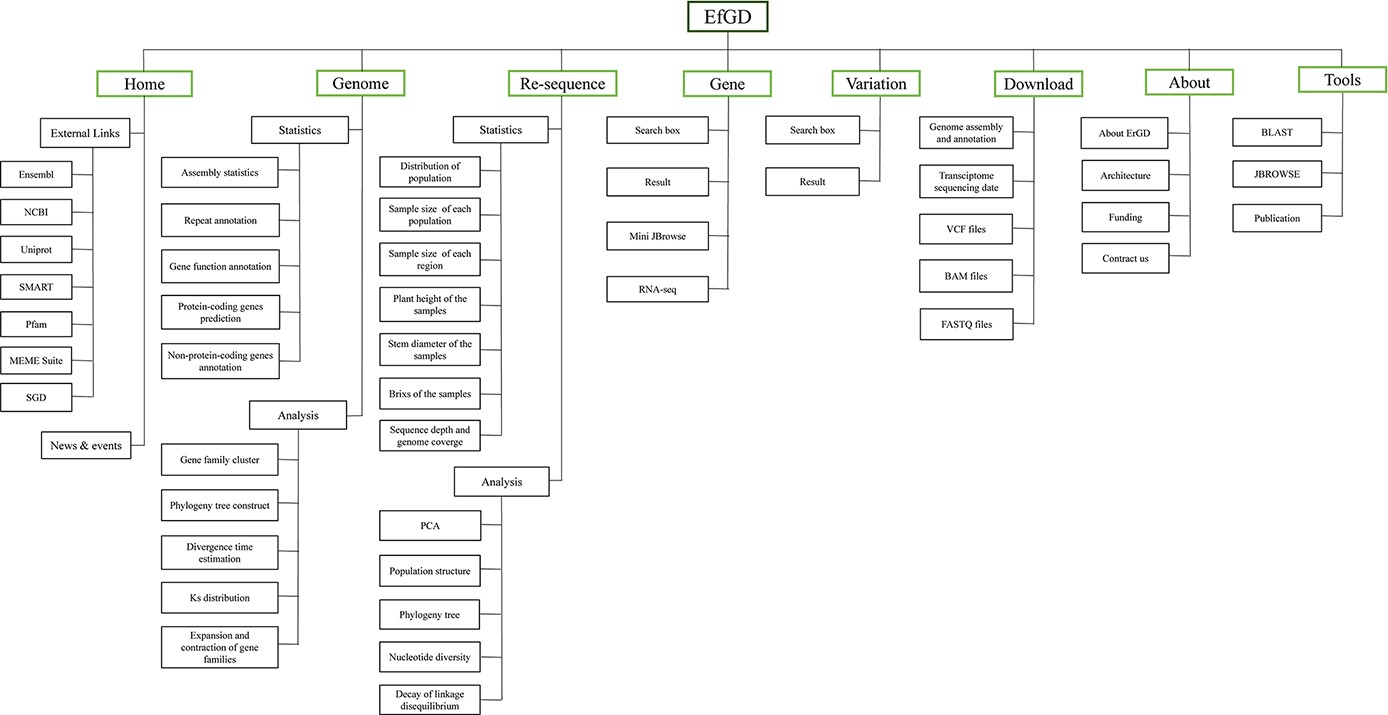 EfGD
Home
Genome
Re-sequence
Gene
Variation
Download
About
Tools
External Links
Ensembl
NCBI
Uniprot
SMART
Pfam
MEME Suite
SGD
News & events
Statistics
Assembly statistics
Repeat annotation
Gene function annotation
Protein-coding genes
prediction
Non-protein-coding genes
annotation
Analysis
Gene family cluster
Phylogeny tree construct
Divergence time
estimation
Ks distribution
Expansion and
contraction of gene
families
Statistics
Distribution of
population
Sample size of each
population
Sample size of each
region
Plant height of the
samples
Stem diameter of the
samples
Brixs of the samples
Sequence depth and
genome coverge
Analysis
PCA
Population structure
Phylogeny tree
Nucleotide diversity
Decay of linkage
disequilibrium
Search box
Result
Mini JBrowse
RNA-seq
Search box
Result
Genome assembly
and annotation
Transciptome
sequencing date
VCF files
BAM files
FASTQ files
About ErGD
Architecture
Funding
Contract us
BLAST
JBROWSE
Publication